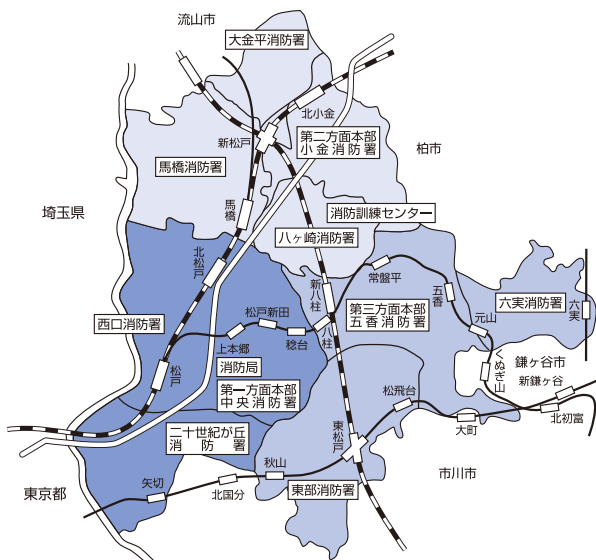 流山市
大金平消防署
北小金
新松戸
第二方面本部
小金消防署
柏市
馬橋消防署
馬橋
消防訓練センター
八ヶ崎消防署
埼玉県
北松戸
常盤平
五香
新八柱
八柱
第三方面本部
五香消防署
元山
六実消防署
六実
西口消防署
松戸新田
稔台
上本郷
松戸
消防局
第一方面本部
中央消防署
くぬぎ山
鎌ヶ谷市
新鎌ヶ谷
北初富
松飛台
大町
二十世紀が丘
消防署
東松戸
秋山
北国分
矢切
東部消防署
市川市
東京都